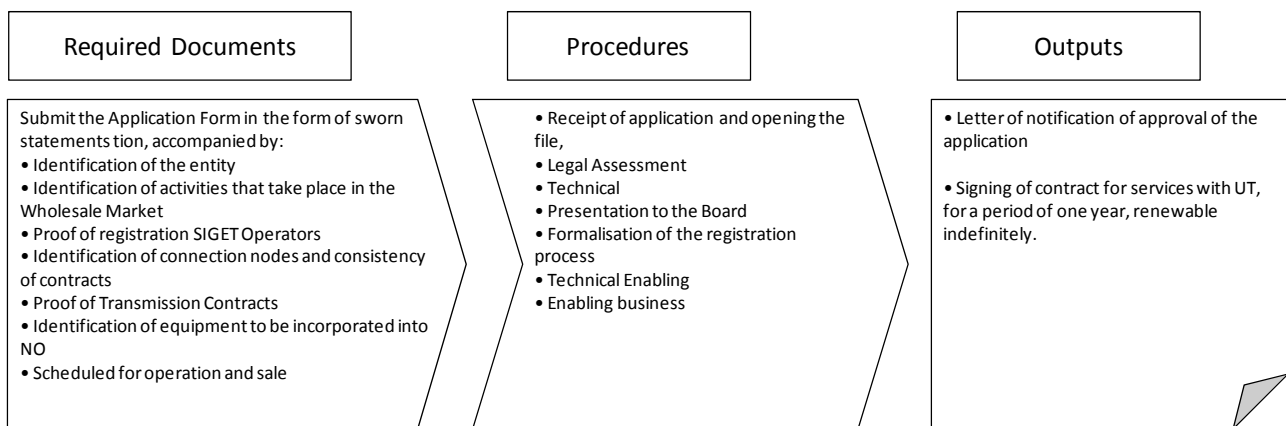 Required Documents
Procedures
Outputs
Submit the Application Form in the form of sworn
statements tion, accompanied by:
• Identification of the entity
• Identification of activities that take place in the
Wholesale Market
• Proof of registration SIGET Operators
• Identification of connection nodes and consistency
of contracts
• Proof of Transmission Contracts
• Identification of equipment to be incorporated into
NO
• Scheduled for operation and sale
• Receipt of application and opening the
file,
• Legal Assessment
• Technical
• Presentation to the Board
• Formalisation of the registration
process
• Technical Enabling
• Enabling business
• Letter of notification of approval of the
application
• Signing of contract for services with UT,
for a period of one year, renewable
indefinitely.